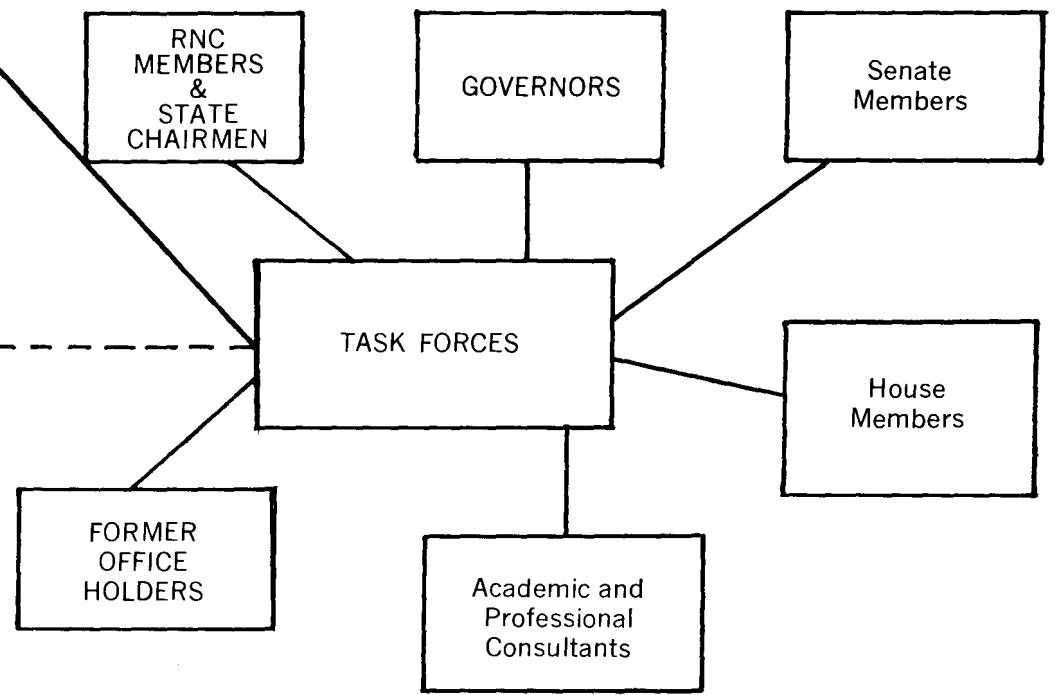 RNC
MEMBERS
&
STATE
CHAIRMEN
GOVERNORS
Senate
Members
TASK FORCES
House
Members
FORMER
OFFICE
HOLDERS
Academic and
Professional
Consultants